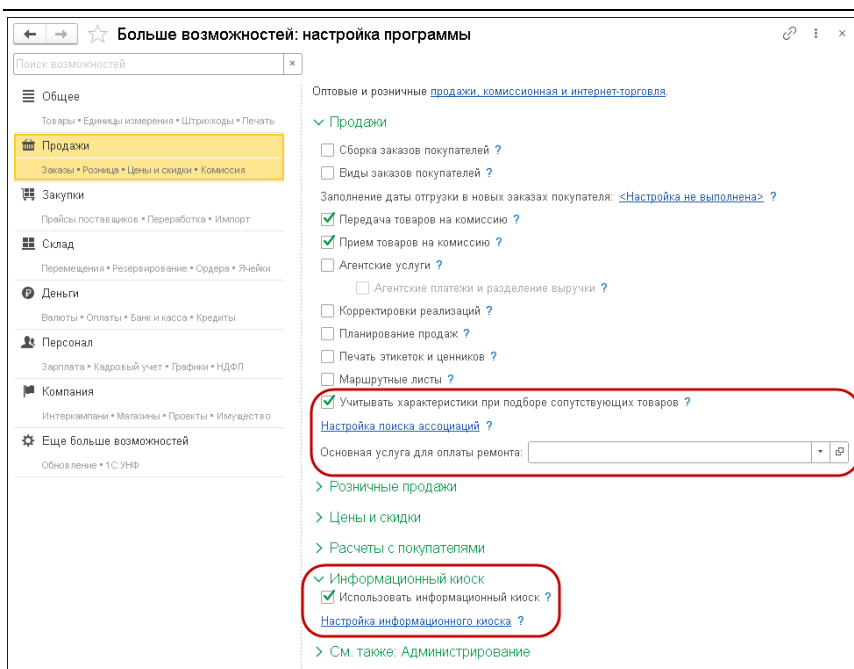 Больше возможностей: настройка программы
Поиск возможностей
Общее
Товары • Единицы измерения • Штрихкоды • Печать
Продажи
Заказы • Розница • Цены и скидки • Комиссия
Закупки
Прайсы поставщиков • Переработка • Импорт
Склад
Перемещения • Резервирование • Ордера • Ячейки
Деньги
Валюты • Оплаты • Банк и касса • Кредиты
Персонал
Зарплата • Кадровый учет • Графики • НДФЛ
Компания
Интеркампани • Магазины • Проекты • Имущество
Еще больше возможностей
Обновление • 1С:УНФ
Оптовые и розничные продажи, комиссионная и интернет-торговля.
Продажи
Сборка заказов покупателей ?
Виды заказов покупателей ?
Заполнение даты отгрузки в новых заказах покупателя: <Настройка не выполнена> ?
Передача товаров на комиссию ?
Прием товаров на комиссию ?
Агентские услуги ?
Агентские платежи и разделение выручки ?
Корректировки реализаций ?
Планирование продаж ?
Печать этикеток и ценников ?
Маршрутные листы ?
Учитывать характеристики при подборе сопутствующих товаров ?
Настройка поиска ассоциаций ?
Основная услуга для оплаты ремонта:
Розничные продажи
Цены и скидки
Расчеты с покупателями
Информационный киоск
Использовать информационный киоск ?
Настройка информационного киоска ?
См. также: Администрирование